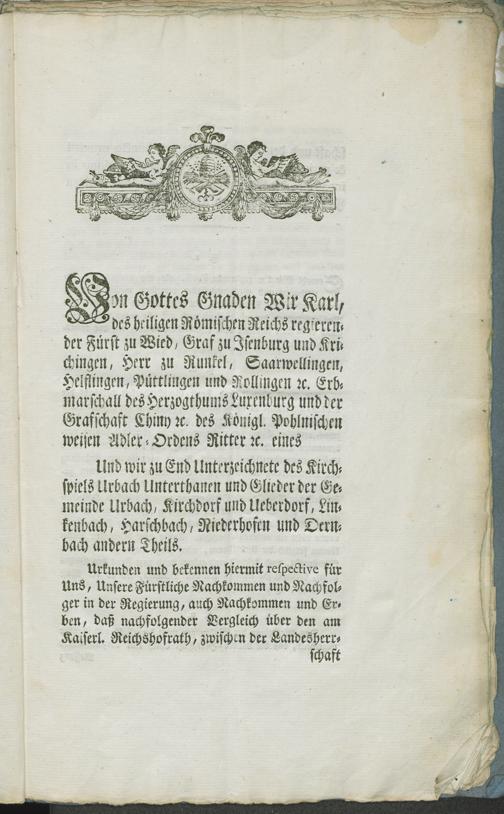 Von Gottes Gnaden Wir Karl,
des heiligen Römischen Reichs regieren-
der Fürst zu Wied, Graf zu Isenburg und Kri-
chingen, Herr zu Runkel, Saarwellingen,
Helflingen, Püttlingen und Rollingen ꝛc. Erb-
marschall des Herzogthums Luxenburg und der
Grafschaft Chiny ꝛc. des Königl. Pohlnischen
weizen Adler-Ordens Ritter ꝛc. eines
Und wir zu End Unterzeichnete des Kirch-
spiels Urbach Unterthanen und Glieder der Ge-
meinde Urbach, Kirchdorf und Ueberdorf, Lin-
kenbach, Harschbach, Niederhofen und Dern-
bach andern Theils.
Urkunden und bekennen hiermit respective für
Uns, Unsere Fürstliche Nachkommen und Nachfol-
ger in der Regierung, auch Nachkommen und Er-
ben, daß nachfolgender Vergleich über den am
Kaiserl. Reichshofrath, zwischen der Landesherr-
schaft